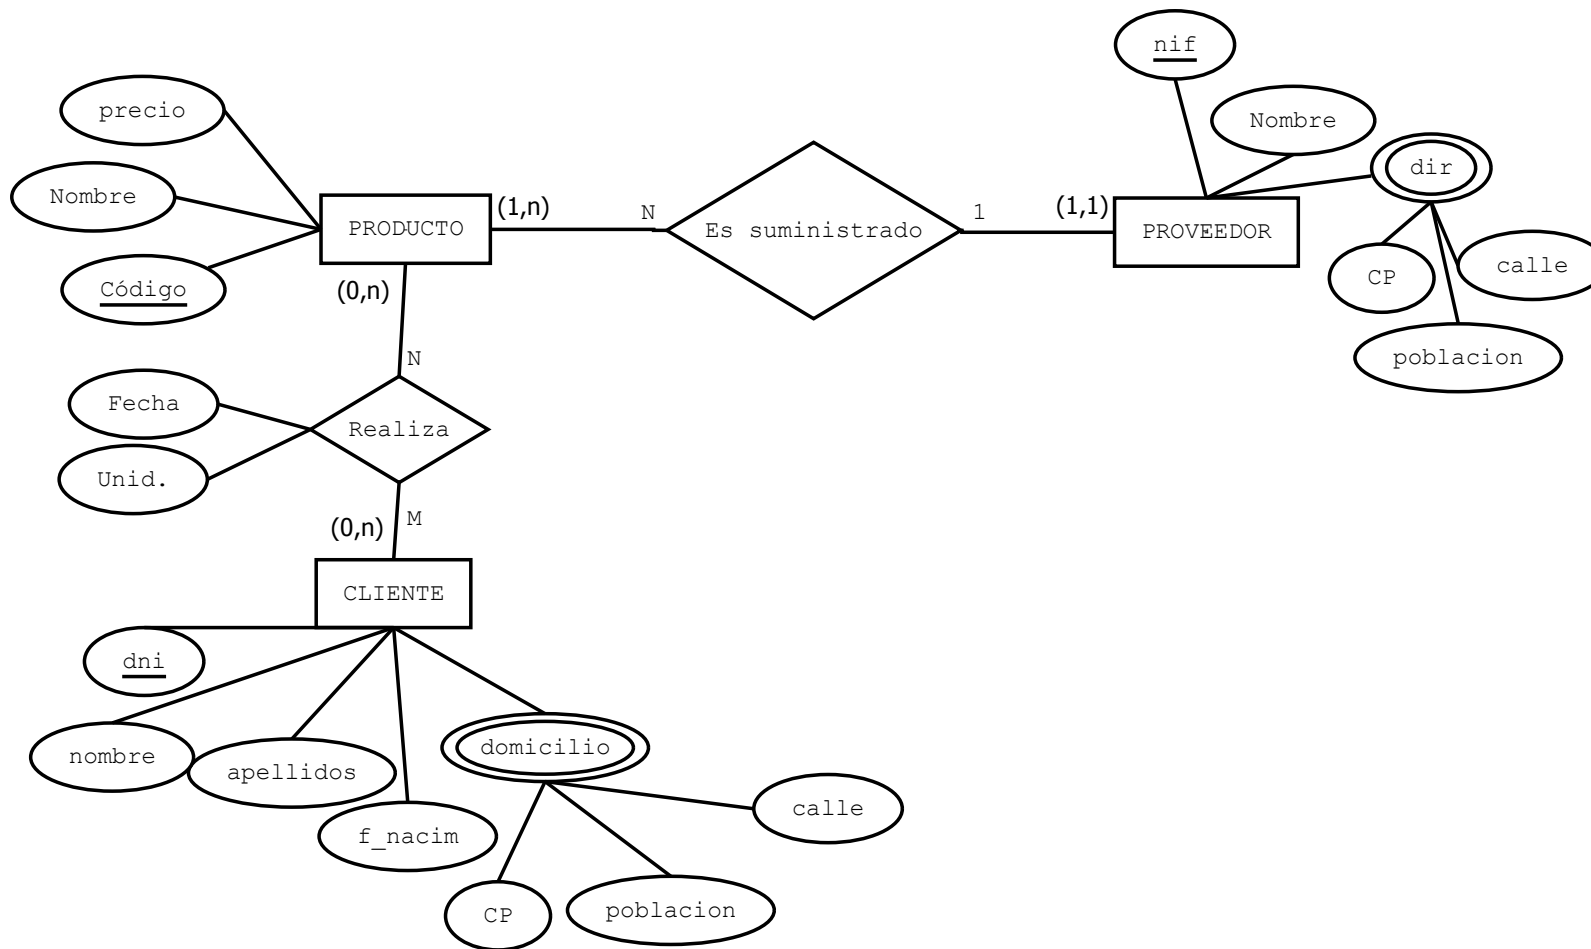 nif
precio
Nombre
dir
Nombre
(1,n)
N
1
(1,1)
PRODUCTO
Es suministrado
PROVEEDOR
calle
CP
Código
(0,n)
poblacion
N
Fecha
Realiza
Unid.
(0,n)
M
CLIENTE
dni
domicilio
nombre
apellidos
calle
f_nacim
poblacion
CP